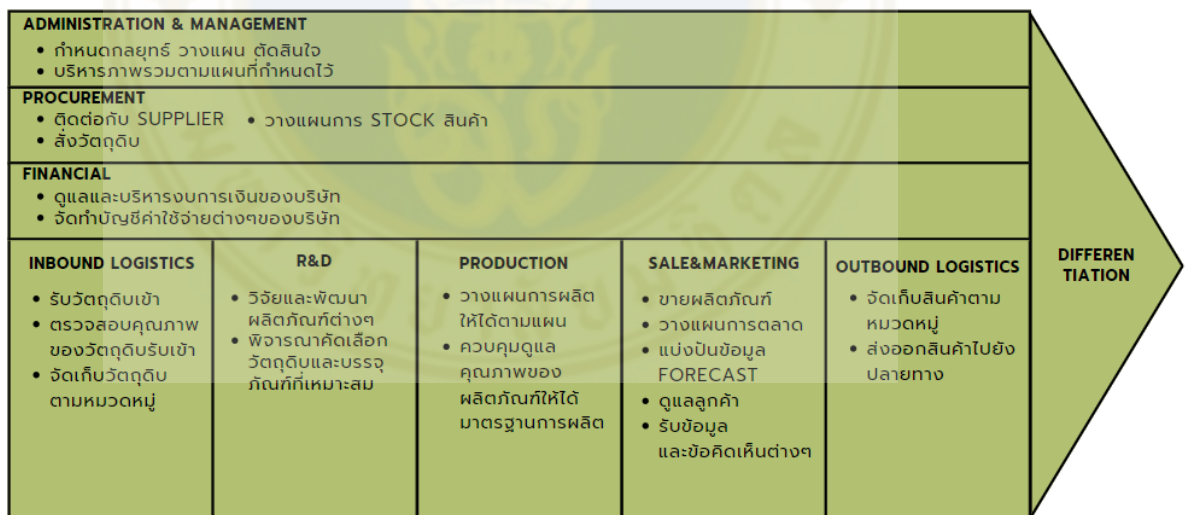 ADMINISTRATION & MANAGEMENT
• กำหนดกลยุทธ์ วางแผน ตัดสินใจ
• บริหารภาพรวมตามแผนที่กำหนดไว้
PROCUREMENT
• ติดต่อกับ SUPPLIER • วางแผนการ STOCK สินค้า
• สั่งวัตถุดิบ
FINANCIAL
• ดูแลและบริหารงบการเงินของบริษัท
• จัดทำบัญชีค่าใช้จ่ายต่างๆของบริษัท
INBOUND LOGISTICS
• รับวัตถุดิบเข้า
• ตรวจสอบคุณภาพ
ของวัตถุดิบรับเข้า
• จัดเก็บวัตถุดิบ
ตามหมวดหมู่
R&D
• วิจัยและพัฒนา
ผลิตภัณฑ์ต่างๆ
• พิจารณาคัดเลือก
วัตถุดิบและบรรจุ
ภัณฑ์ที่เหมาะสม
PRODUCTION
• วางแผนการผลิต
ให้ได้ตามแผน
• ควบคุมดูแล
คุณภาพของ
ผลิตภัณฑ์ให้ได้
มาตรฐานการผลิต
SALE&MARKETING
• ขายผลิตภัณฑ์
• วางแผนการตลาด
• แบ่งปันข้อมูล
FORECAST
• ดูแลลูกค้า
• รับข้อมูล
และข้อคิดเห็นต่างๆ
OUTBOUND LOGISTICS
• จัดเก็บสินค้าตาม
หมวดหมู่
• ส่งออกสินค้าไปยัง
ปลายทาง
DIFFEREN
TIATION